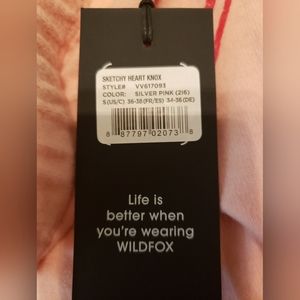 SKETCHY HEART KNOX
STYLE# VV617093
COLOR: SILVER PINK (2I6)
S(US/C) 36-38(FR/ES) 34-36(DE)
8 87797 02073 8
Life is
better when
you're wearing
WILDFOX